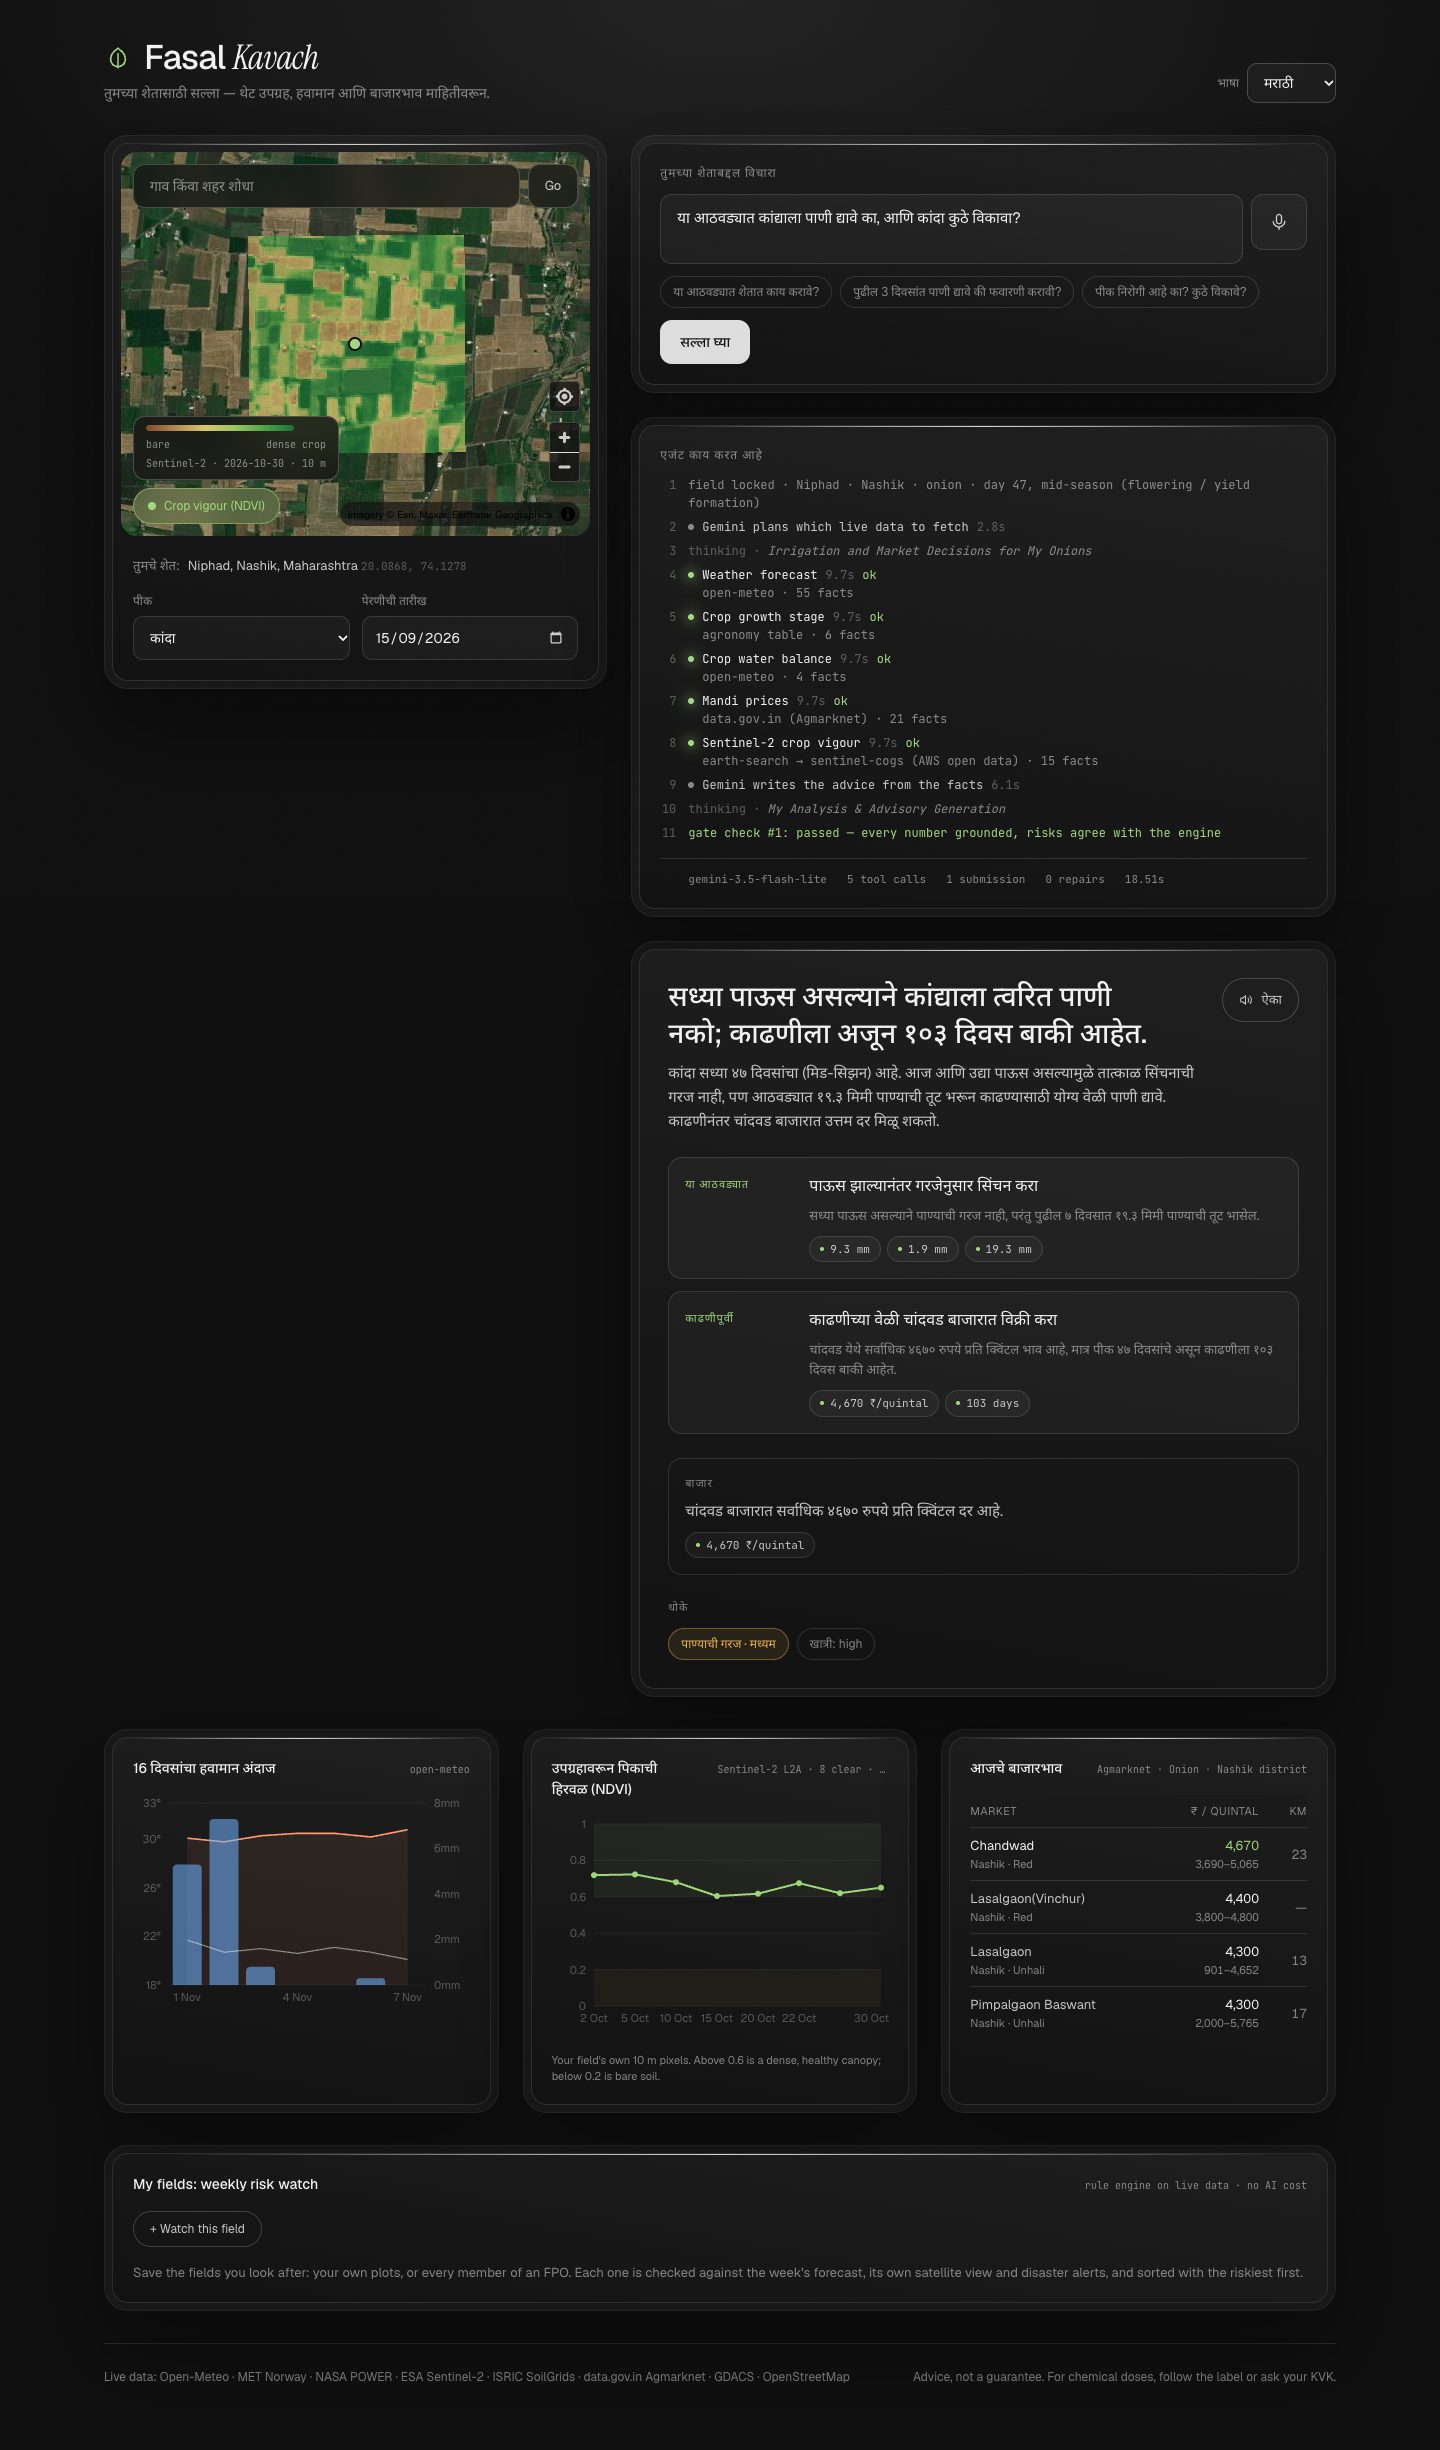 Fasal Kavach
तुमच्या शेतासाठी सल्ला — थेट उपग्रह, हवामान आणि बाजारभाव माहितीवरून.
भाषा
मराठी
गाव किंवा शहर शोधा
Go
bare
dense crop
Sentinel-2 · 2026-10-30 · 10 m
Crop vigour (NDVI)
Imagery © Esri, Maxar, Earthstar Geographics
तुमचे शेत: Niphad, Nashik, Maharashtra 20.0868, 74.1278
पीक
पेरणीची तारीख
कांदा
15/09/2026
तुमच्या शेताबद्दल विचारा
या आठवड्यात कांद्याला पाणी द्यावे का, आणि कांदा कुठे विकावा?
या आठवड्यात शेतात काय करावे?
पुढील 3 दिवसांत पाणी द्यावे की फवारणी करावी?
पीक निरोगी आहे का? कुठे विकावे?
सल्ला घ्या
एजंट काय करत आहे
1 field locked · Niphad · Nashik · onion · day 47, mid-season (flowering / yield
formation)
2 Gemini plans which live data to fetch 2.8s
3 thinking · Irrigation and Market Decisions for My Onions
4 Weather forecast 9.7s ok
open-meteo · 55 facts
5 Crop growth stage 9.7s ok
agronomy table · 6 facts
6 Crop water balance 9.7s ok
open-meteo · 4 facts
7 Mandi prices 9.7s ok
data.gov.in (Agmarknet) · 21 facts
8 Sentinel-2 crop vigour 9.7s ok
earth-search → sentinel-cogs (AWS open data) · 15 facts
9 Gemini writes the advice from the facts 6.1s
10 thinking · My Analysis & Advisory Generation
11 gate check #1: passed — every number grounded, risks agree with the engine
gemini-3.5-flash-lite 5 tool calls 1 submission 0 repairs 18.51s
सध्या पाऊस असल्याने कांद्याला त्वरित पाणी
नको; काढणीला अजून १०३ दिवस बाकी आहेत.
ऐका
कांदा सध्या ४७ दिवसांचा (मिड-सिझन) आहे. आज आणि उद्या पाऊस असल्यामुळे तात्काळ सिंचनाची
गरज नाही, पण आठवड्यात १९.३ मिमी पाण्याची तूट भरून काढण्यासाठी योग्य वेळी पाणी द्यावे.
काढणीनंतर चांदवड बाजारात उत्तम दर मिळू शकतो.
या आठवड्यात
पाऊस झाल्यानंतर गरजेनुसार सिंचन करा
सध्या पाऊस असल्याने पाण्याची गरज नाही, परंतु पुढील ७ दिवसात १९.३ मिमी पाण्याची तूट भासेल.
9.3 mm
1.9 mm
19.3 mm
काढणीपूर्वी
काढणीच्या वेळी चांदवड बाजारात विक्री करा
चांदवड येथे सर्वाधिक ४६७० रुपये प्रति क्विंटल भाव आहे, मात्र पीक ४७ दिवसांचे असून काढणीला १०३
दिवस बाकी आहेत.
4,670 ₹/quintal
103 days
बाजार
चांदवड बाजारात सर्वाधिक ४६७० रुपये प्रति क्विंटल दर आहे.
4,670 ₹/quintal
धोके
पाण्याची गरज · मध्यम
खात्री: high
16 दिवसांचा हवामान अंदाज
open-meteo
33°
30°
26°
22°
18°
8mm
6mm
4mm
2mm
0mm
1 Nov
4 Nov
7 Nov
उपग्रहावरून पिकाची
हिरवळ (NDVI)
Sentinel-2 L2A · 8 clear · …
1
0.8
0.6
0.4
0.2
0
2 Oct
5 Oct
10 Oct
15 Oct
20 Oct
22 Oct
30 Oct
Your field's own 10 m pixels. Above 0.6 is a dense, healthy canopy;
below 0.2 is bare soil.
आजचे बाजारभाव
Agmarknet · Onion · Nashik district
MARKET ₹ / QUINTAL KM
Chandwad 4,670 23
Nashik · Red 3,690–5,065
Lasalgaon(Vinchur) 4,400 —
Nashik · Red 3,800–4,800
Lasalgaon 4,300 13
Nashik · Unhali 901–4,652
Pimpalgaon Baswant 4,300 17
Nashik · Unhali 2,000–5,765
My fields: weekly risk watch
rule engine on live data · no AI cost
+ Watch this field
Save the fields you look after: your own plots, or every member of an FPO. Each one is checked against the week's forecast, its own satellite view and disaster alerts, and sorted with the riskiest first.
Live data: Open-Meteo · MET Norway · NASA POWER · ESA Sentinel-2 · ISRIC SoilGrids · data.gov.in Agmarknet · GDACS · OpenStreetMap
Advice, not a guarantee. For chemical doses, follow the label or ask your KVK.